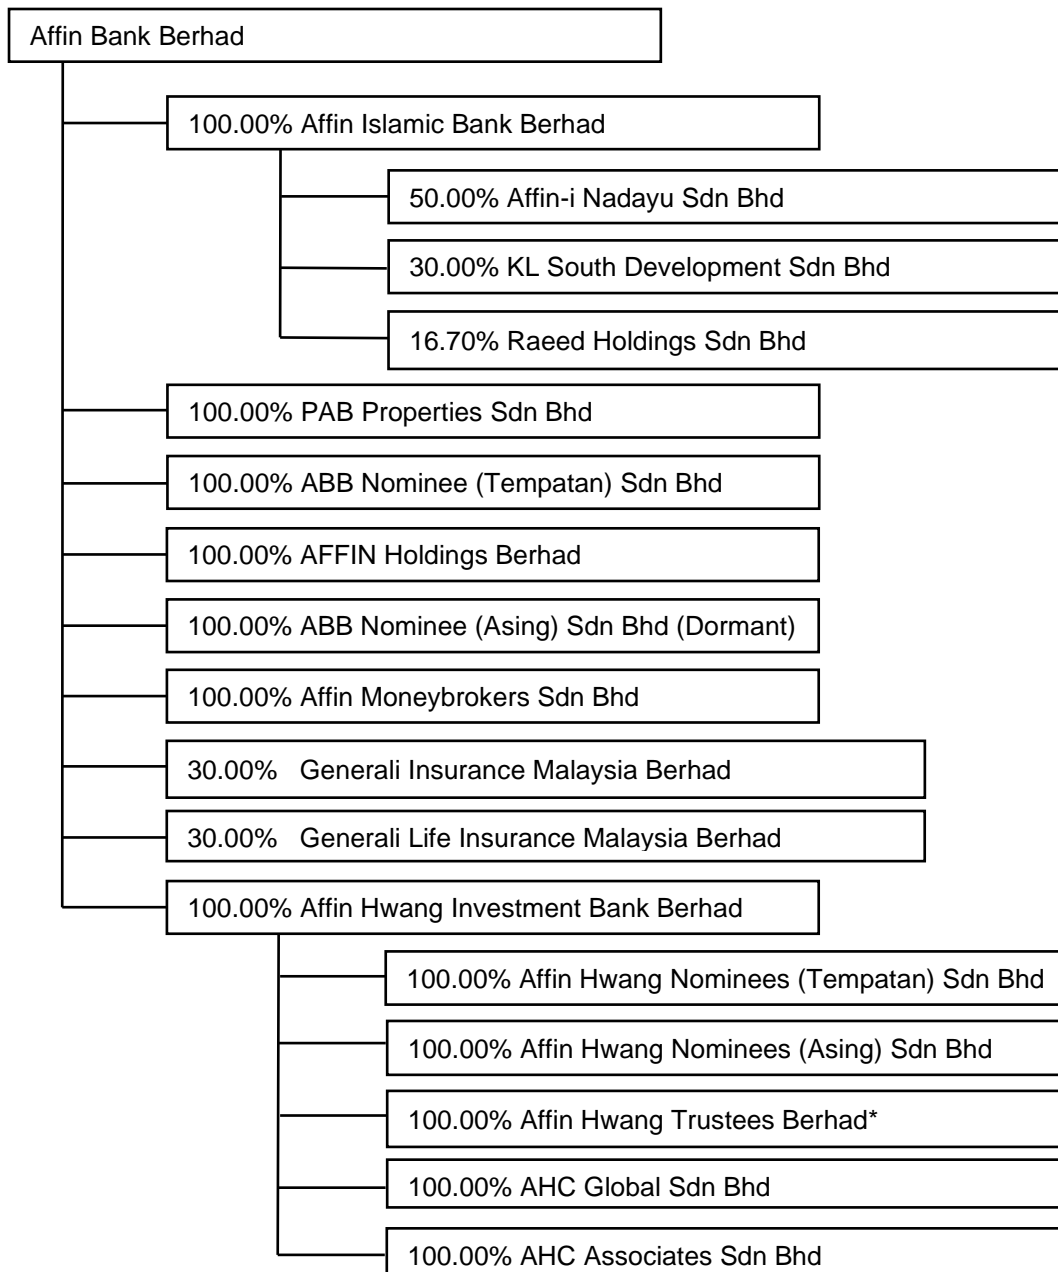 Affin Bank Berhad
100.00% Affin Islamic Bank Berhad
50.00% Affin-i Nadayu Sdn Bhd
30.00% KL South Development Sdn Bhd
16.70% Raeed Holdings Sdn Bhd
100.00% PAB Properties Sdn Bhd
100.00% ABB Nominee (Tempatan) Sdn Bhd
100.00% AFFIN Holdings Berhad
100.00% ABB Nominee (Asing) Sdn Bhd (Dormant)
100.00% Affin Moneybrokers Sdn Bhd
30.00% Generali Insurance Malaysia Berhad
30.00% Generali Life Insurance Malaysia Berhad
100.00% Affin Hwang Investment Bank Berhad
100.00% Affin Hwang Nominees (Tempatan) Sdn Bhd
100.00% Affin Hwang Nominees (Asing) Sdn Bhd
100.00% Affin Hwang Trustees Berhad*
100.00% AHC Global Sdn Bhd
100.00% AHC Associates Sdn Bhd